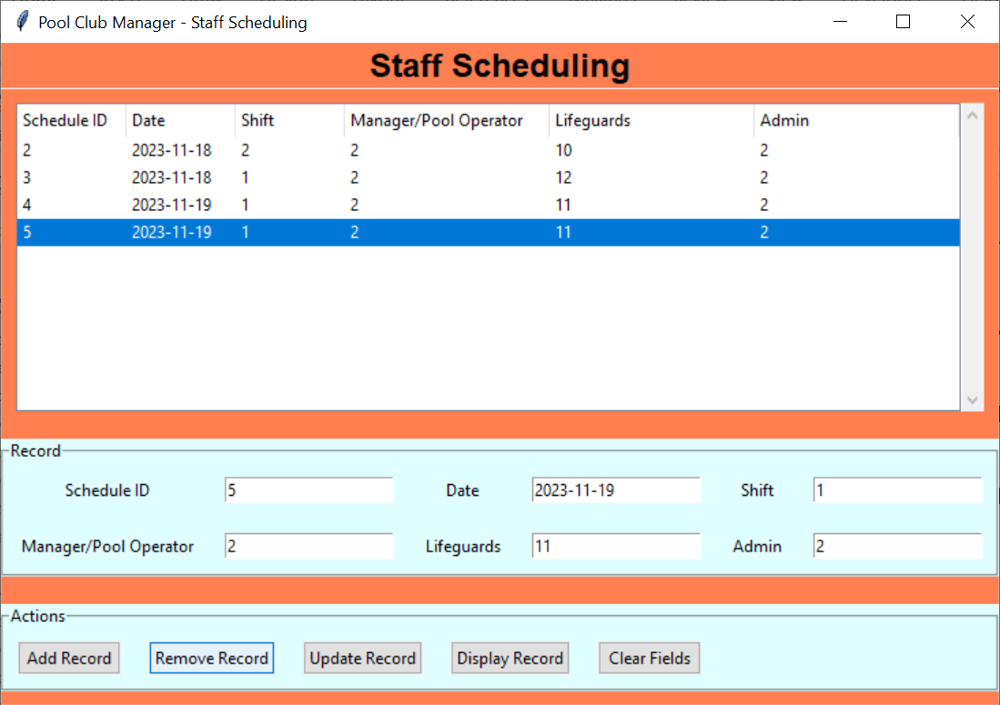 Pool Club Manager - Staff Scheduling
Staff Scheduling
Schedule ID Date Shift Manager/Pool Operator Lifeguards Admin
2 2023-11-18 2 2 10 2
3 2023-11-18 1 2 12 2
4 2023-11-19 1 2 11 2
5 2023-11-19 1 2 11 2
Record
Schedule ID 5 Date 2023-11-19 Shift 1
Manager/Pool Operator 2 Lifeguards 11 Admin 2
Actions
Add Record Remove Record Update Record Display Record Clear Fields